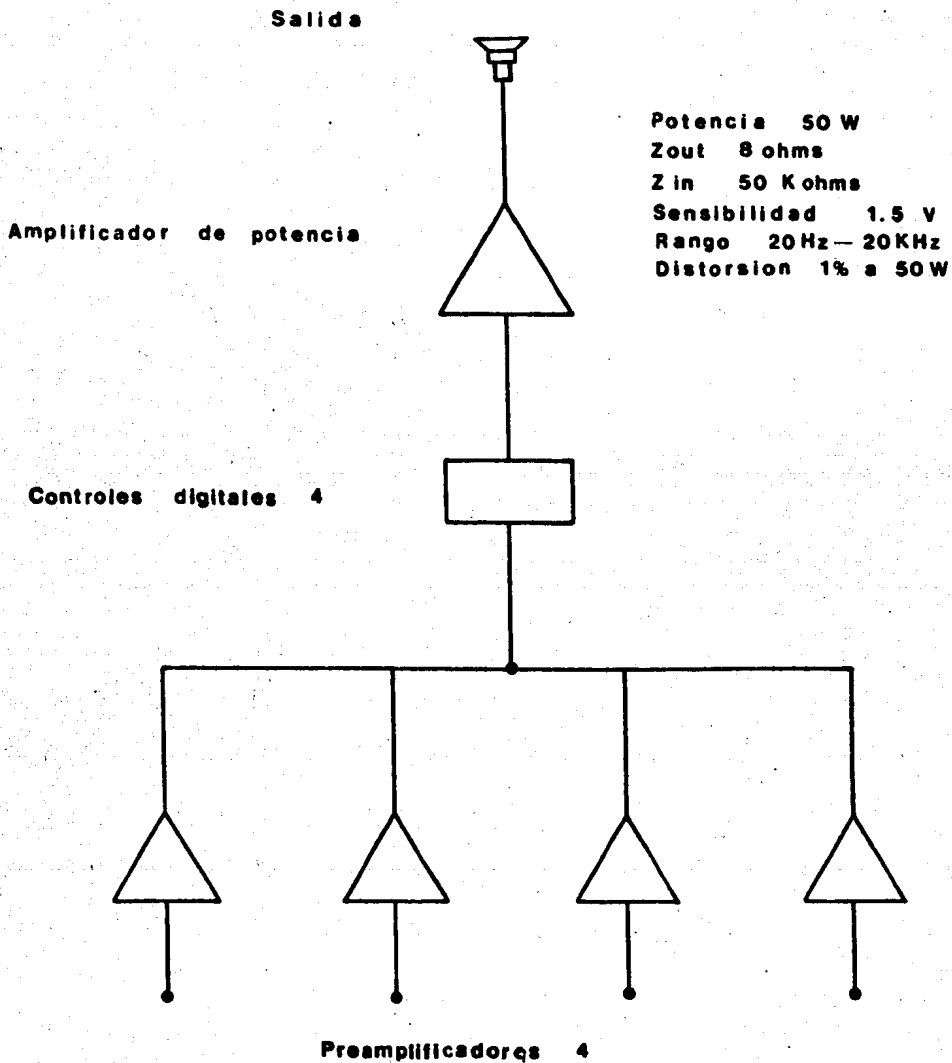 Salida
Potencia 50 W
Zout 8 ohms
Z in 50 K ohms
Amplificador de potencia
Sensibilidad 1.5 V
Rango 20 Hz — 20 KHz
Distorsion 1% a 50 W
Controles digitales 4
Preamplificadores 4